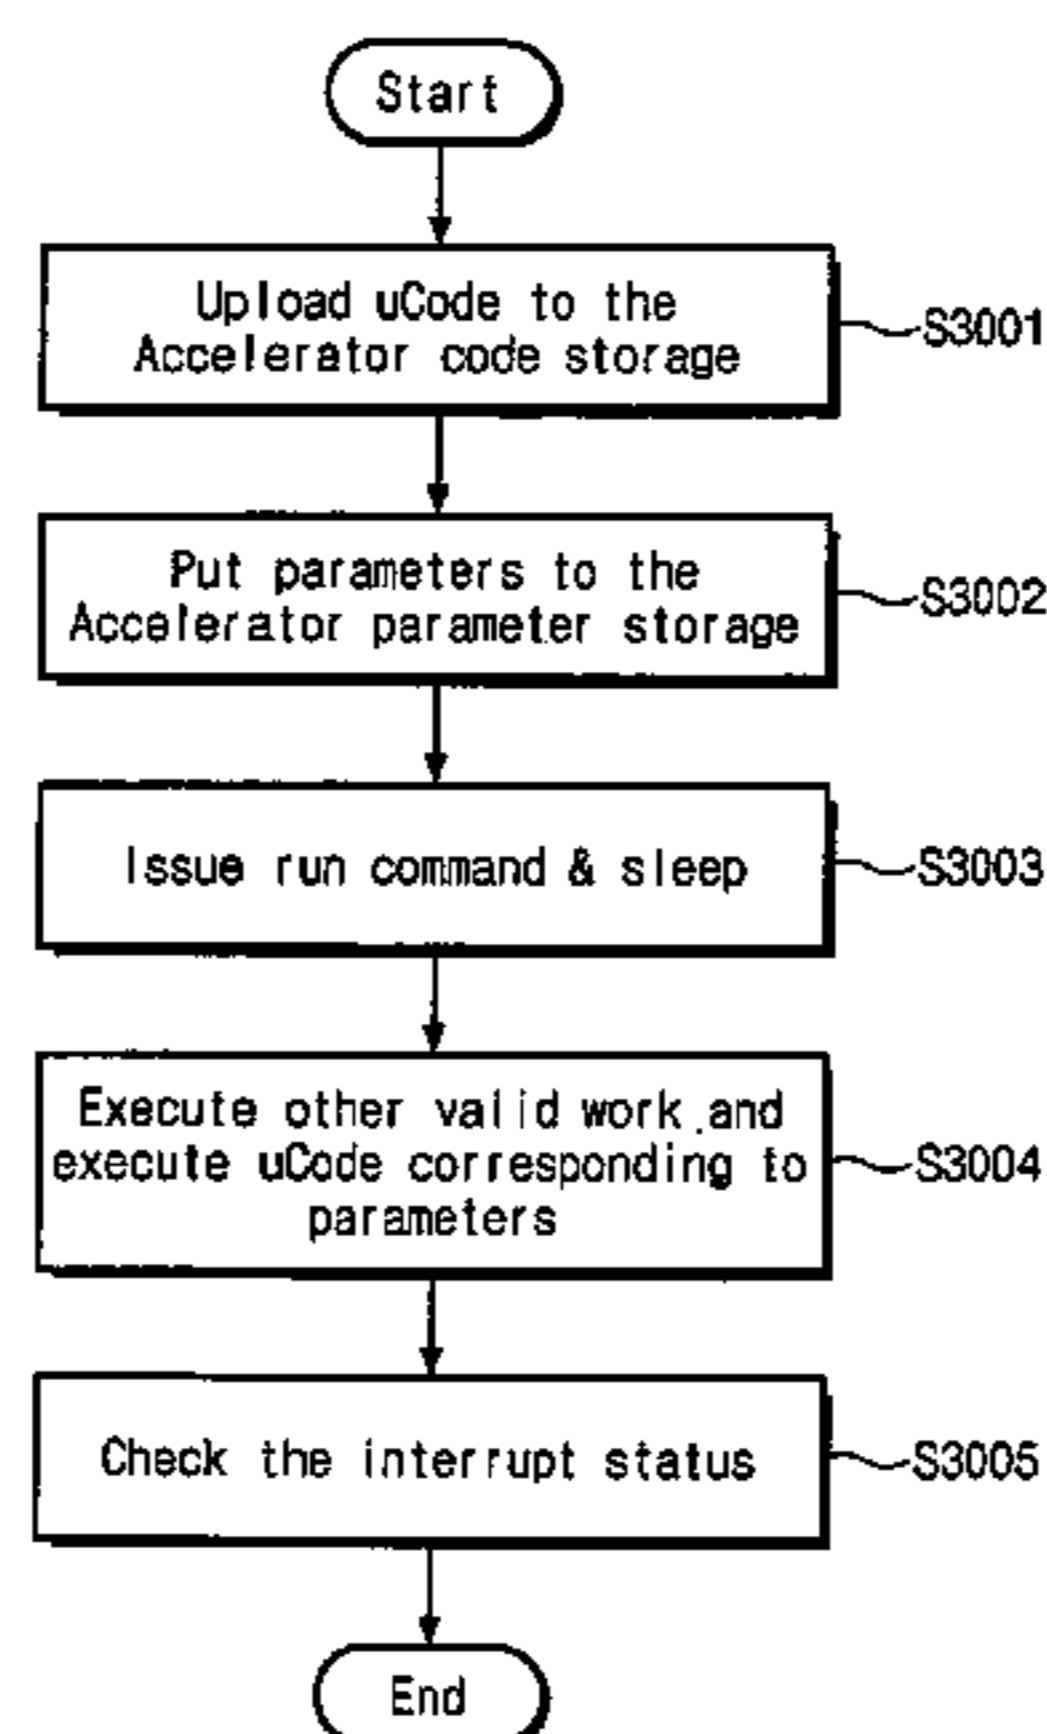 Start
Upload uCode to the
Accelerator code storage
S3001
Put parameters to the
Accelerator parameter storage
S3002
Issue run command & sleep
S3003
Execute other valid work and
execute uCode corresponding to
parameters
S3004
Check the interrupt status
S3005
End